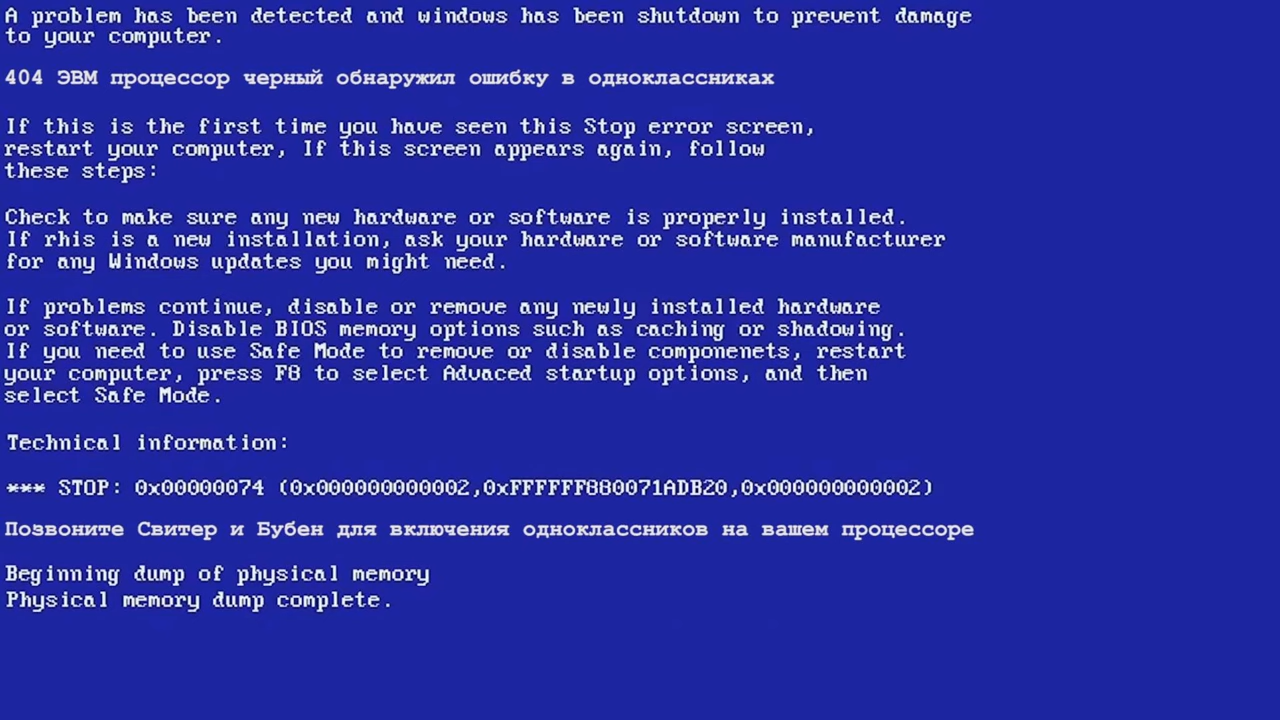 A problem has been detected and windows has been shutdown to prevent damage
to your computer.
404 ЭВМ процессор черный обнаружил ошибку в одноклассниках
If this is the first time you have seen this Stop error screen,
restart your computer, If this screen appears again, follow
these steps:
Check to make sure any new hardware or software is properly installed.
If rhis is a new installation, ask your hardware or software manufacturer
for any Windows updates you might need.
If problems continue, disable or remove any newly installed hardware
or software. Disable BIOS memory options such as caching or shadowing.
If you need to use Safe Mode to remove or disable componenets, restart
your computer, press F8 to select Advaced startup options, and then
select Safe Mode.
Technical information:
*** STOP: 0x00000074 (0x000000000002,0xFFFFFF880071ADB20,0x000000000002)
Позвоните Свитер и Бубен для включения одноклассников на вашем процессоре
Beginning dump of physical memory
Physical memory dump complete.